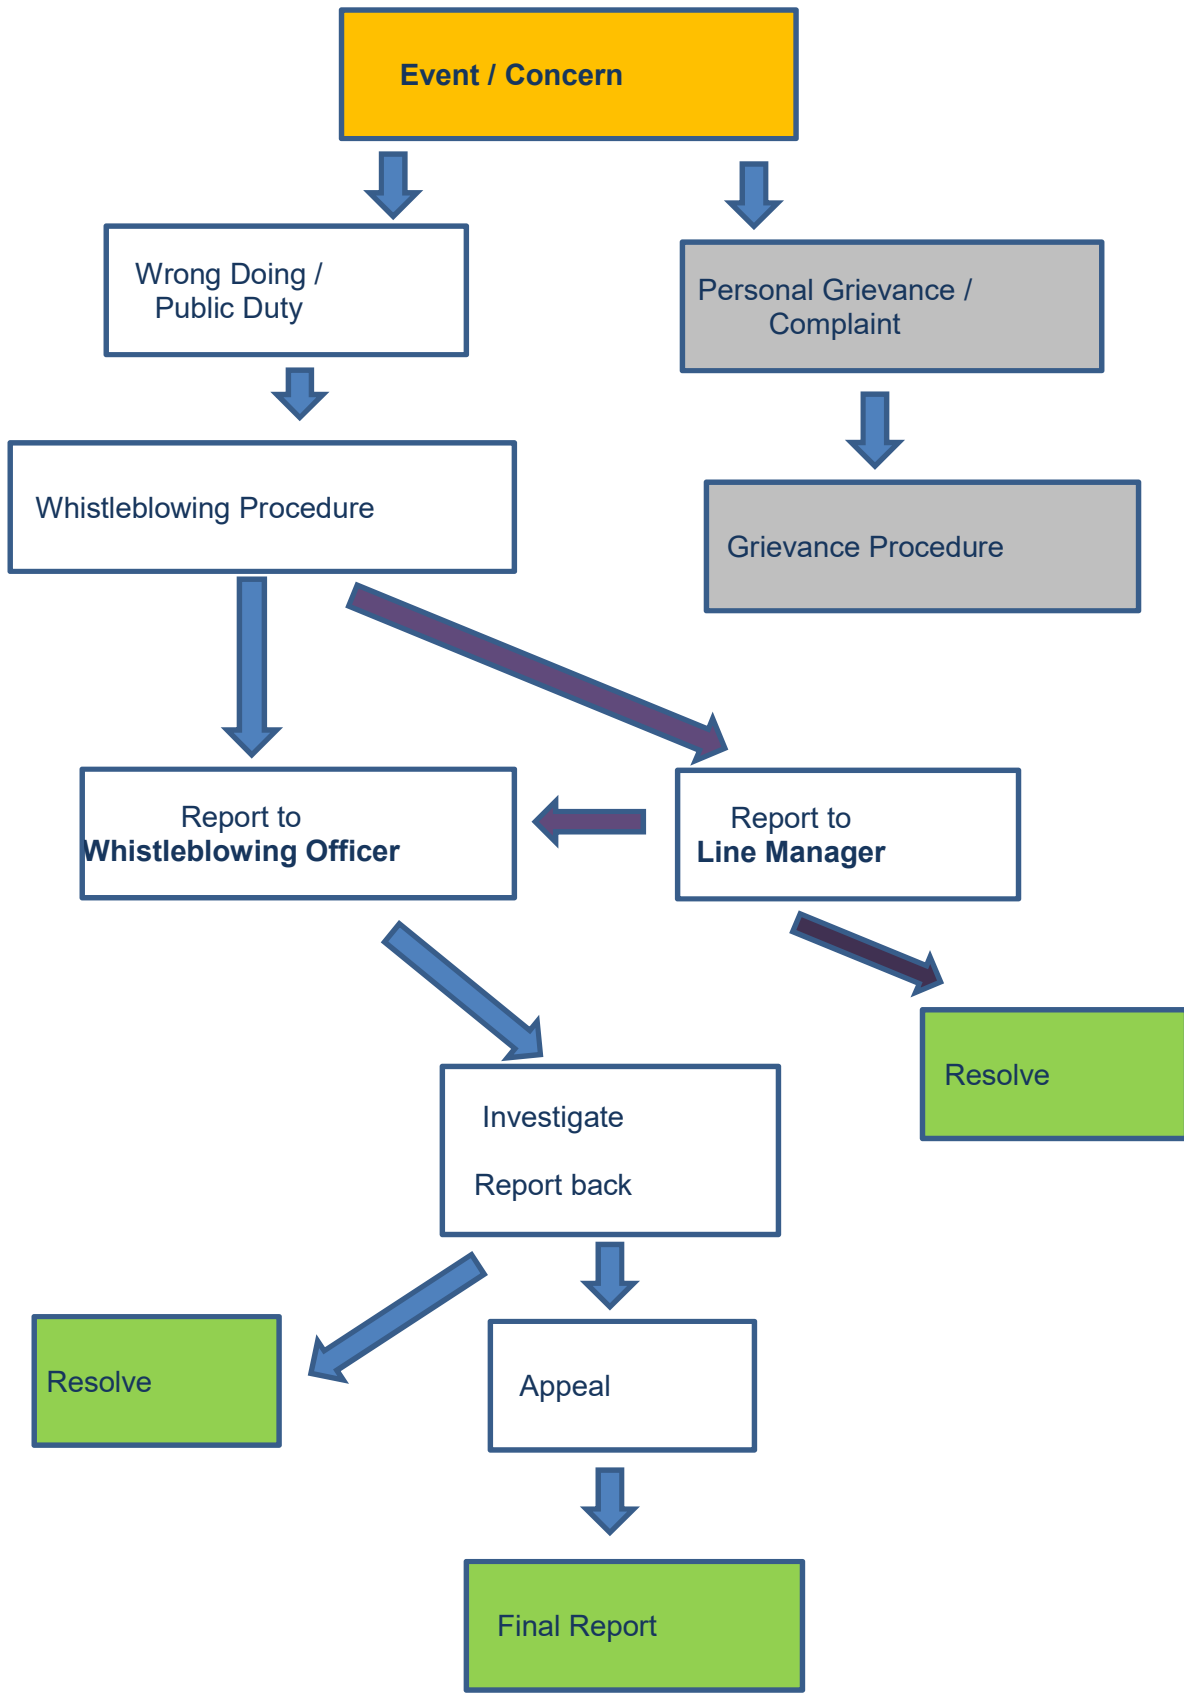 Event / Concern
Wrong Doing /
Public Duty
Personal Grievance /
Complaint
Whistleblowing Procedure
Grievance Procedure
Report to
Whistleblowing Officer
Report to
Line Manager
Resolve
Investigate
Report back
Resolve
Appeal
Final Report